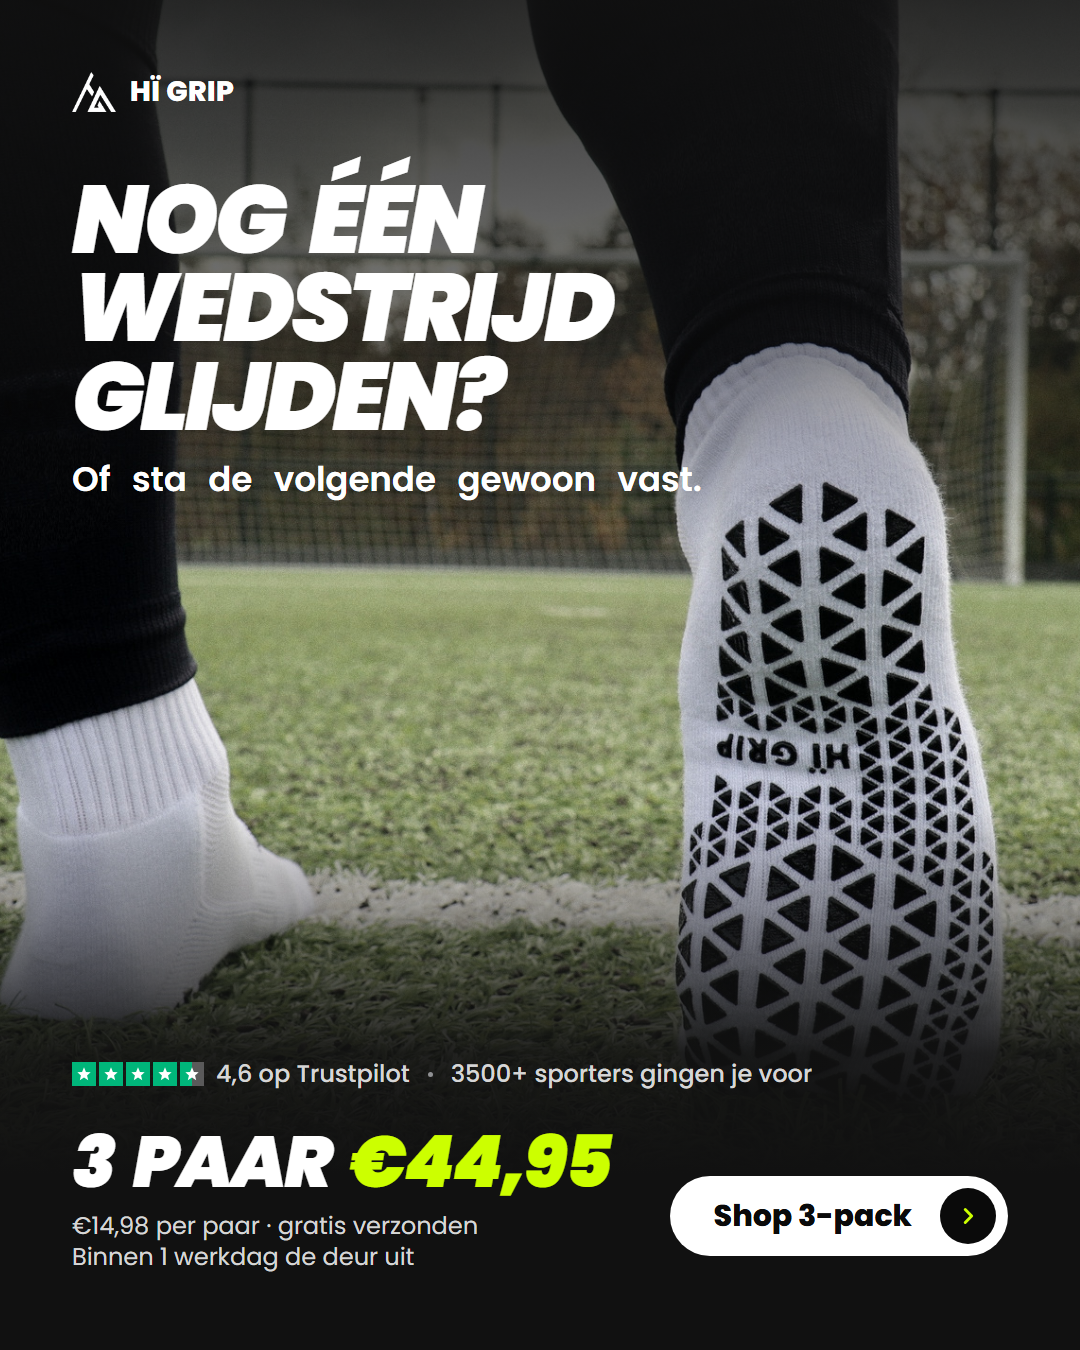 HÏ GRIP
NOG ÉÉN
WEDSTRIJD
GLIJDEN?
Of sta de volgende gewoon vast.
HÏ GRIP
4,6 op Trustpilot • 3500+ sporters gingen je voor
3 PAAR €44,95
€14,98 per paar · gratis verzonden
Binnen 1 werkdag de deur uit
Shop 3-pack